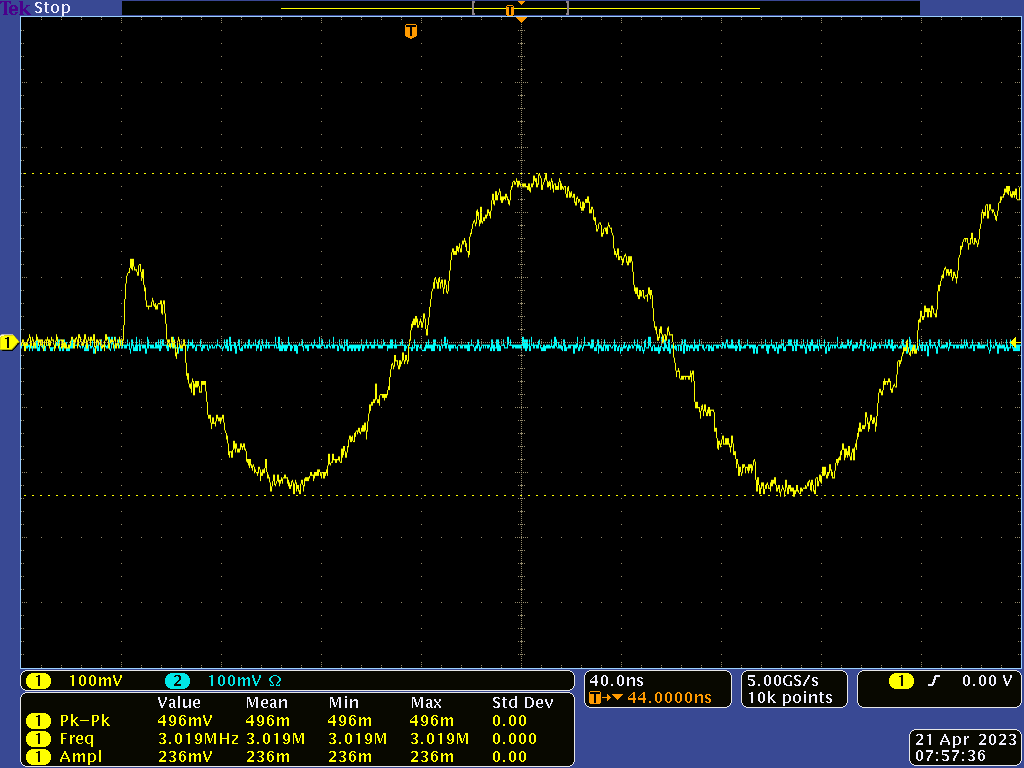 Tek Stop
T
T
1
1 100mV 2 100mV Ω 40.0ns 5.00GS/s 1 0.00 V
T→▼44.0000ns 10k points
Value Mean Min Max Std Dev
1 Pk−Pk 496mV 496m 496m 496m 0.00
1 Freq 3.019MHz 3.019M 3.019M 3.019M 0.000
1 Ampl 236mV 236m 236m 236m 0.00
21 Apr 2023
07:57:36